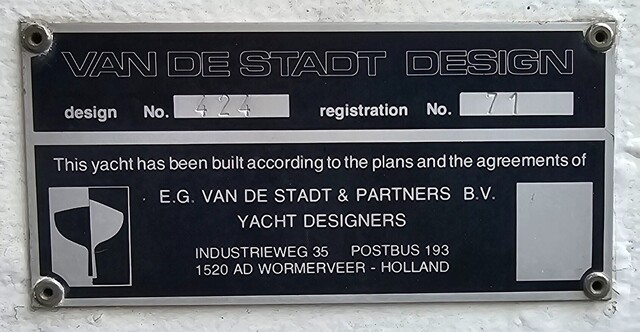 VAN DE STADT DESIGN
design No. 424 registration No. 71
This yacht has been built according to the plans and the agreements of
E.G. VAN DE STADT & PARTNERS B.V.
YACHT DESIGNERS
INDUSTRIEWEG 35 POSTBUS 193
1520 AD WORMERVEER - HOLLAND